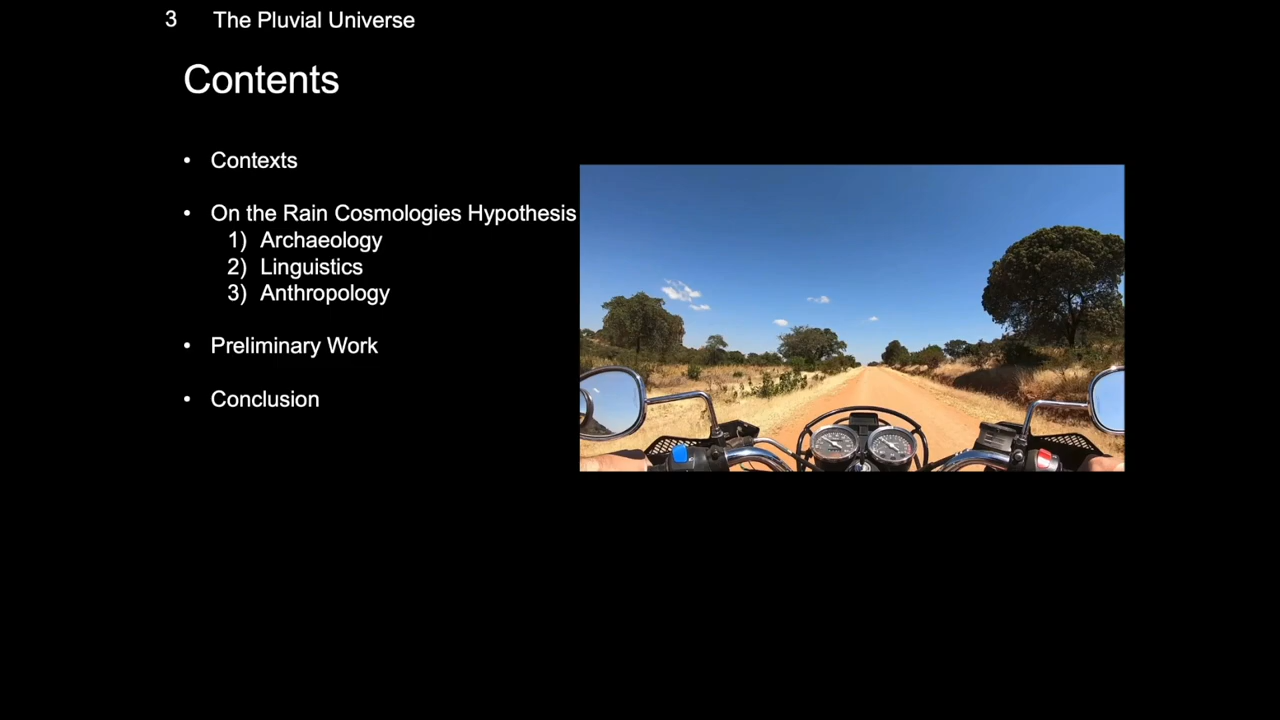 3 The Pluvial Universe
Contents
• Contexts
• On the Rain Cosmologies Hypothesis
1) Archaeology
2) Linguistics
3) Anthropology
• Preliminary Work
• Conclusion